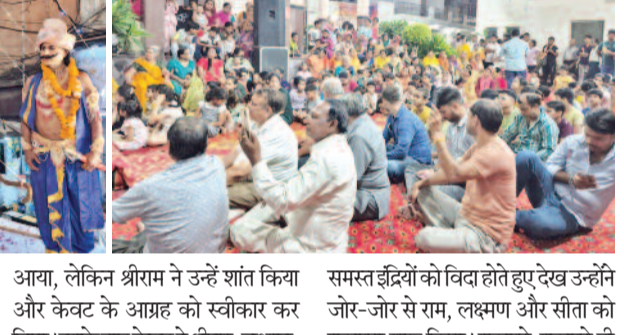 आया, लेकिन श्रीराम ने उन्हें शांत किया
और केवट के आग्रह को स्वीकार कर
समस्त इंद्रियों को विदा होते हुए देख उन्होंने
जोर-जोर से राम, लक्ष्मण और सीता को